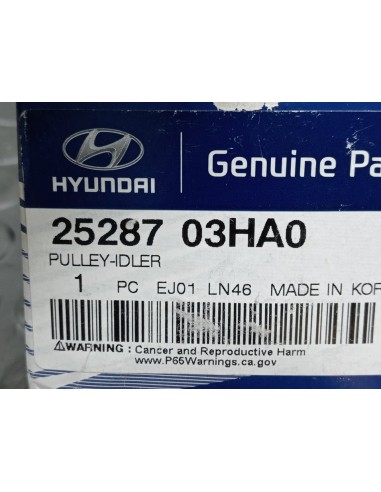 HYUNDAI
Genuine Pa
25287 03HA0
PULLEY-IDLER
1 PC EJ01 LN46 MADE IN KOR
⚠WARNING : Cancer and Reproductive Harm
www.P65Warnings.ca.gov